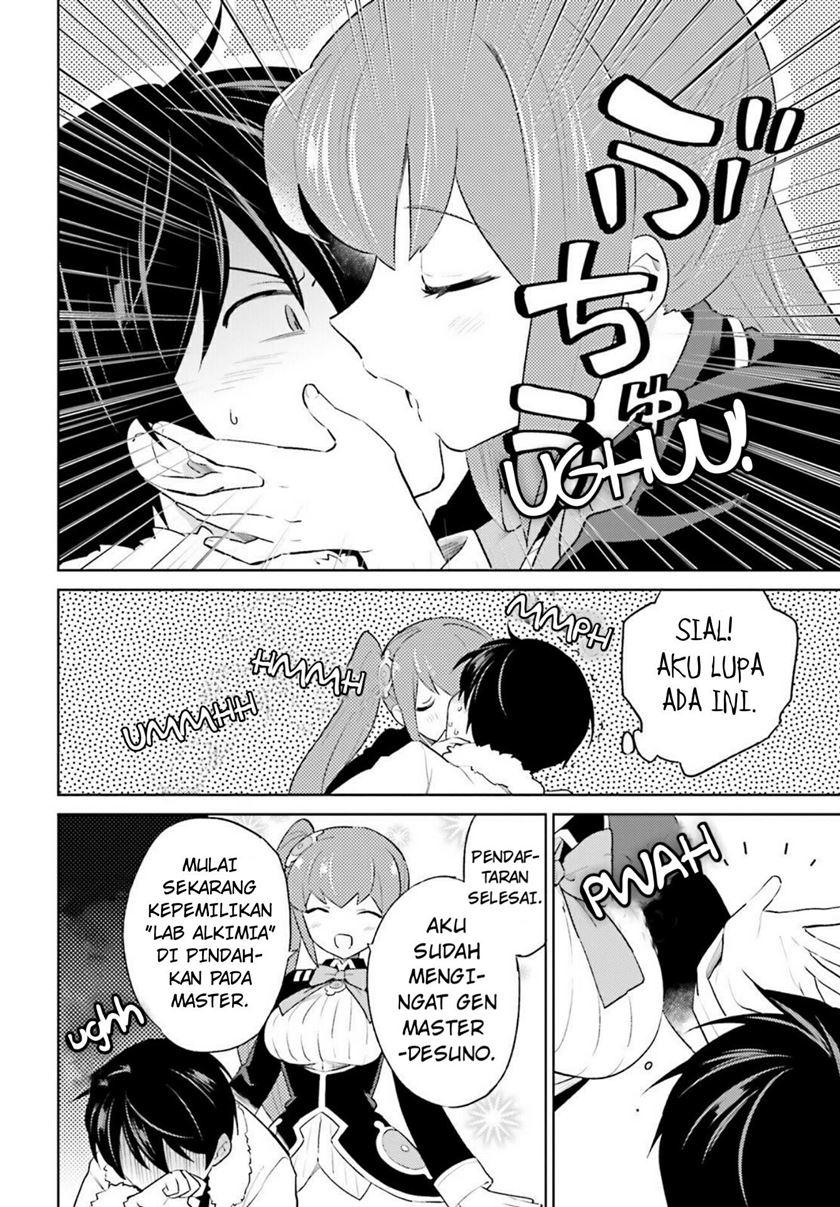 ぶちゅ
UGHUU!
SIAL!
AKU LUPA
ADA INI.
MMPH
HMMH
UMMHH
PWAH
PENDAF-
TARAN
SELESAI.
AKU
SUDAH
MENGI-
NGAT GEN
MASTER
-DESUNO.
MULAI
SEKARANG
KEPEMILIKAN
"LAB ALKIMIA"
DI PINDAH-
KAN PADA
MASTER.
ughh